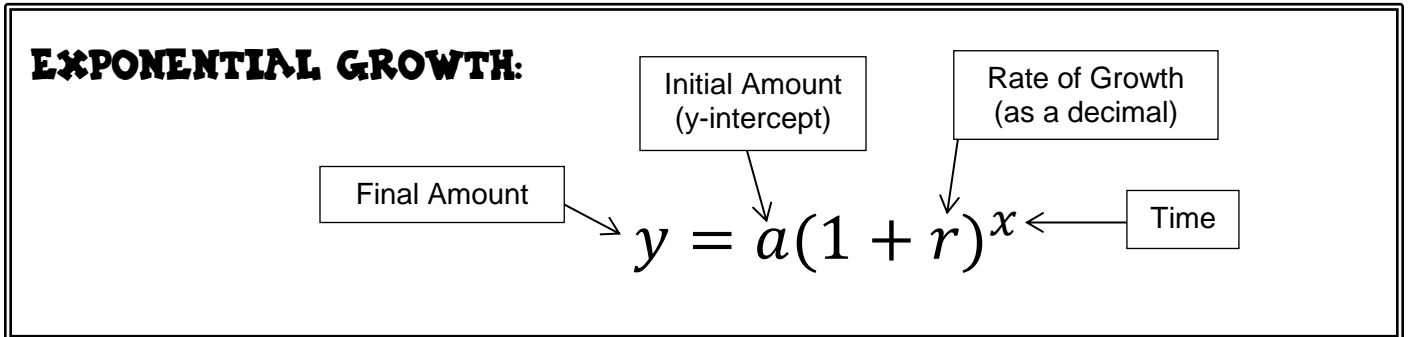 EXPONENTIAL GROWTH:
Initial Amount
(y-intercept)
Rate of Growth
(as a decimal)
Final Amount
y = a(1 + r)^x
Time